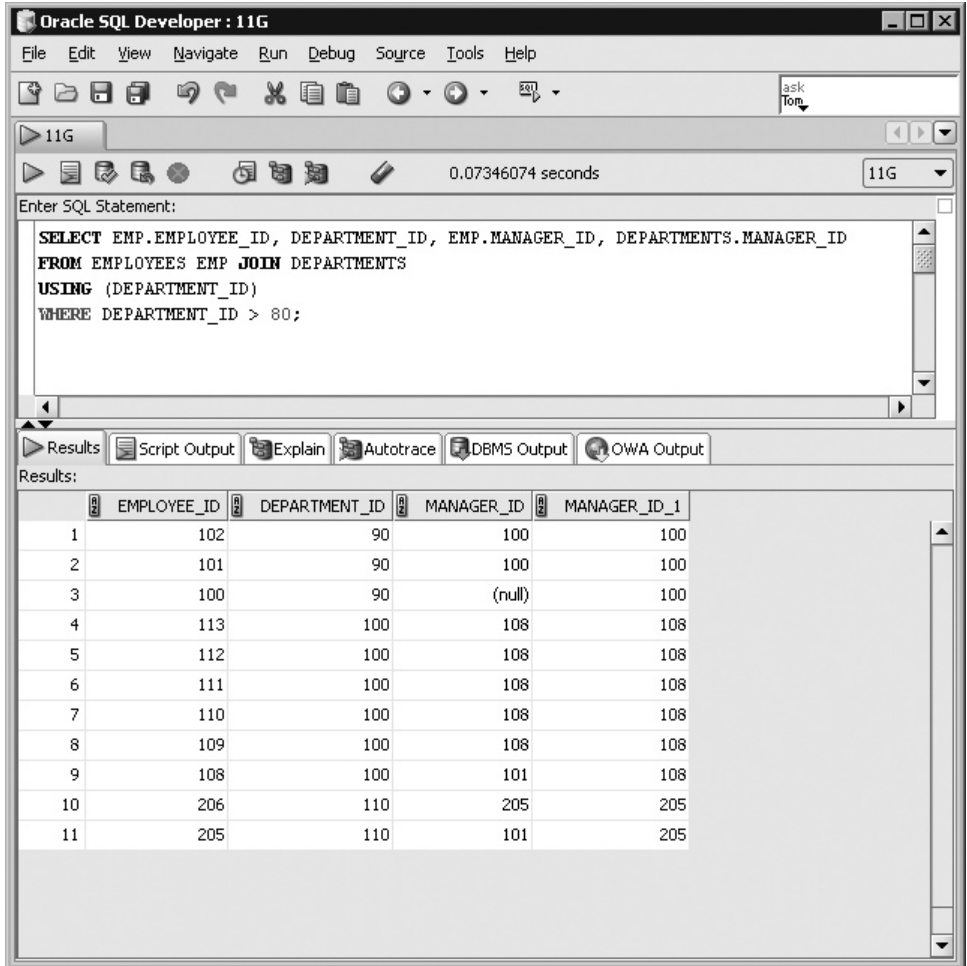 Oracle SQL Developer : 11G
File Edit View Navigate Run Debug Source Tools Help
ask
Tom
11G
0.07346074 seconds
11G
Enter SQL Statement:
SELECT EMP.EMPLOYEE_ID, DEPARTMENT_ID, EMP.MANAGER_ID, DEPARTMENTS.MANAGER_ID
FROM EMPLOYEES EMP JOIN DEPARTMENTS
USING (DEPARTMENT_ID)
WHERE DEPARTMENT_ID > 80;
Results Script Output Explain Autotrace DBMS Output OWA Output
Results:
EMPLOYEE_ID DEPARTMENT_ID MANAGER_ID MANAGER_ID_1
1 102 90 100 100
2 101 90 100 100
3 100 90 (null) 100
4 113 100 108 108
5 112 100 108 108
6 111 100 108 108
7 110 100 108 108
8 109 100 108 108
9 108 100 101 108
10 206 110 205 205
11 205 110 101 205